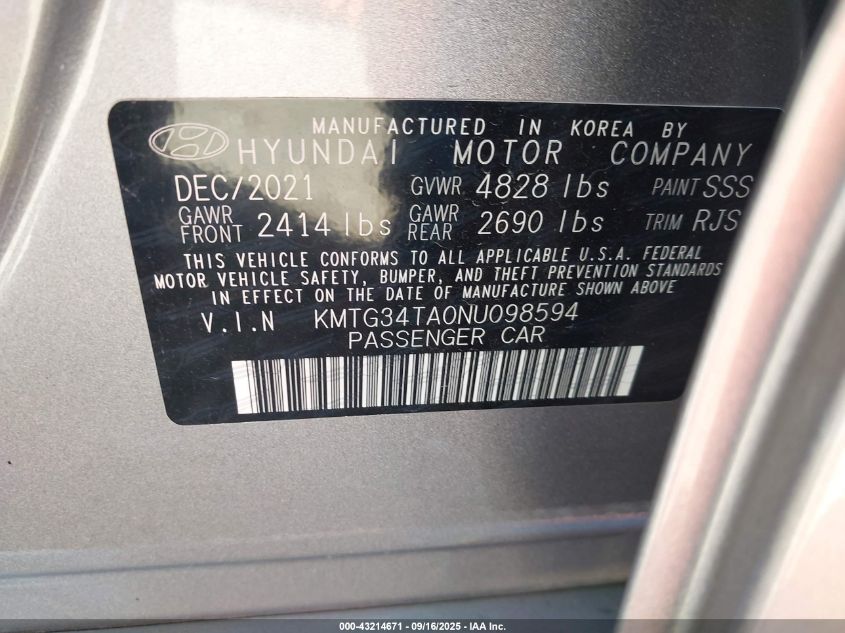 MANUFACTURED IN KOREA BY
HYUNDAI MOTOR COMPANY
DEC/2021 GVWR 4828 lbs PAINT SSS
GAWR FRONT 2414 lbs GAWR REAR 2690 lbs TRIM RJS
THIS VEHICLE CONFORMS TO ALL APPLICABLE U.S.A. FEDERAL
MOTOR VEHICLE SAFETY, BUMPER, AND THEFT PREVENTION STANDARDS
IN EFFECT ON THE DATE OF MANUFACTURE SHOWN ABOVE
V.I.N KMTG34TA0NU098594
PASSENGER CAR
000-43214671 - 09/16/2025 - IAA Inc.